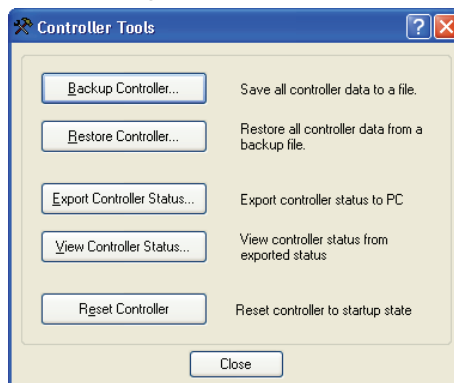 Controller Tools
Backup Controller...
Save all controller data to a file.
Restore Controller...
Restore all controller data from a
backup file.
Export Controller Status...
Export controller status to PC
View Controller Status...
View controller status from
exported status
Reset Controller
Reset controller to startup state
Close